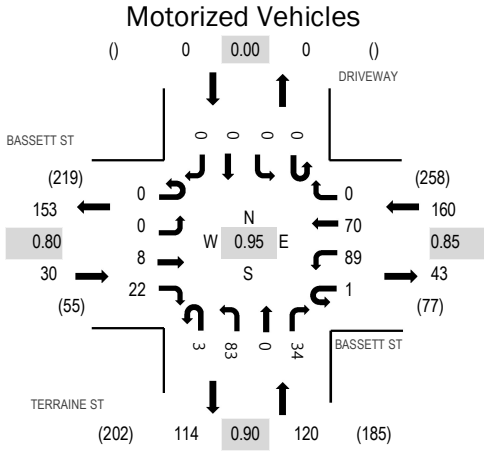 Motorized Vehicles
() 0 0.00 0 ()
DRIVEWAY
0 0 0 0
BASSETT ST
(219) (258)
153 0 0 160
0.80 0 N 70 0.85
W 0.95 E
30 8 S 89 43
(55) 22 1 (77)
3 83 0 34
BASSETT ST
TERRAINE ST
(202) 114 0.90 120 (185)